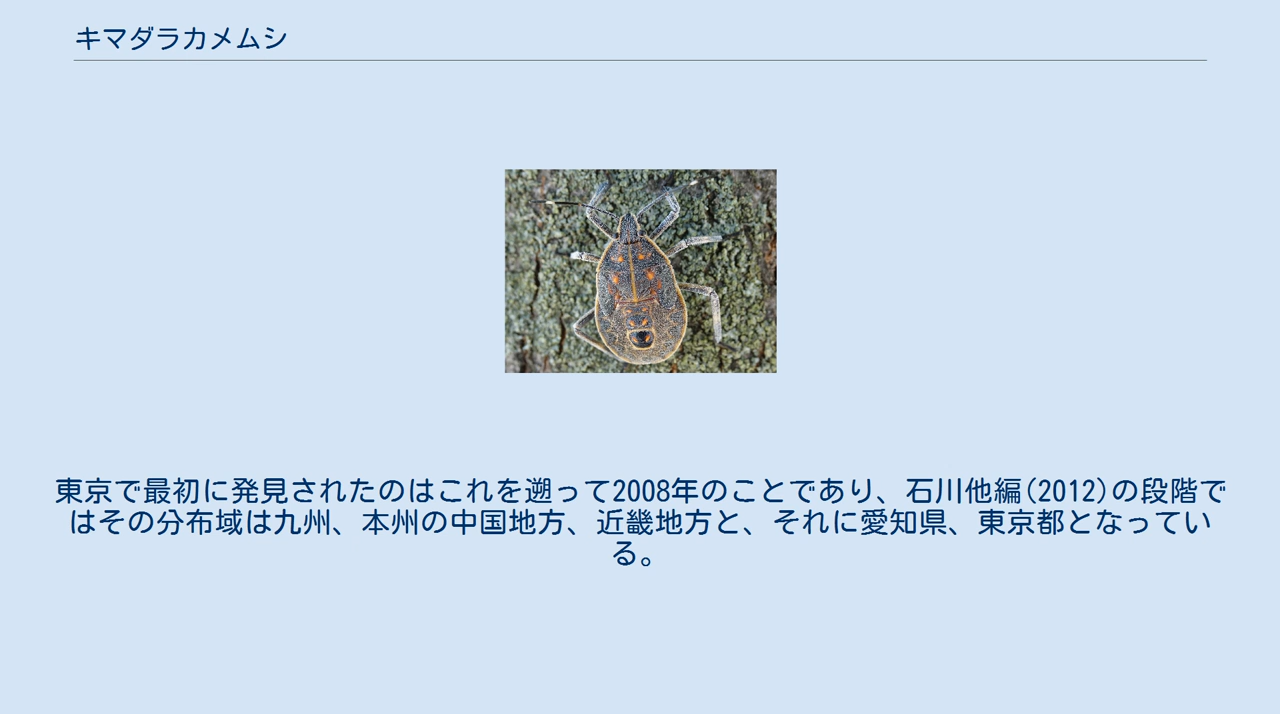 キマダラカメムシ
東京で最初に発見されたのはこれを遡って2008年のことであり、石川他編(2012)の段階で
はその分布域は九州、本州の中国地方、近畿地方と、それに愛知県、東京都となってい
る。